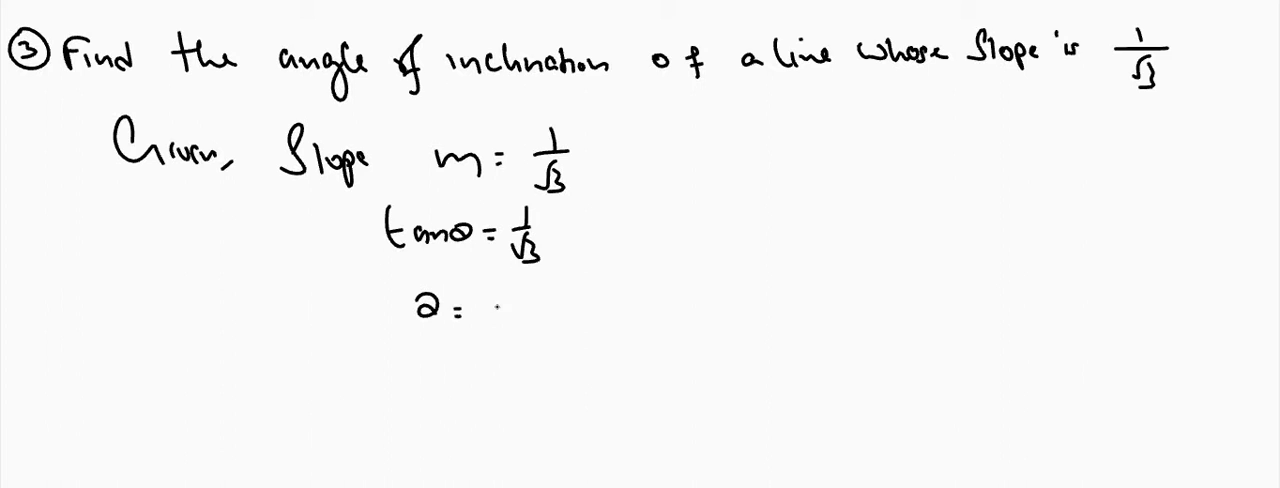 ③ Find the angle of inclination of a line whose slope is 1/√3
Given, Slope m = 1/√3
tanθ = 1/√3
θ =